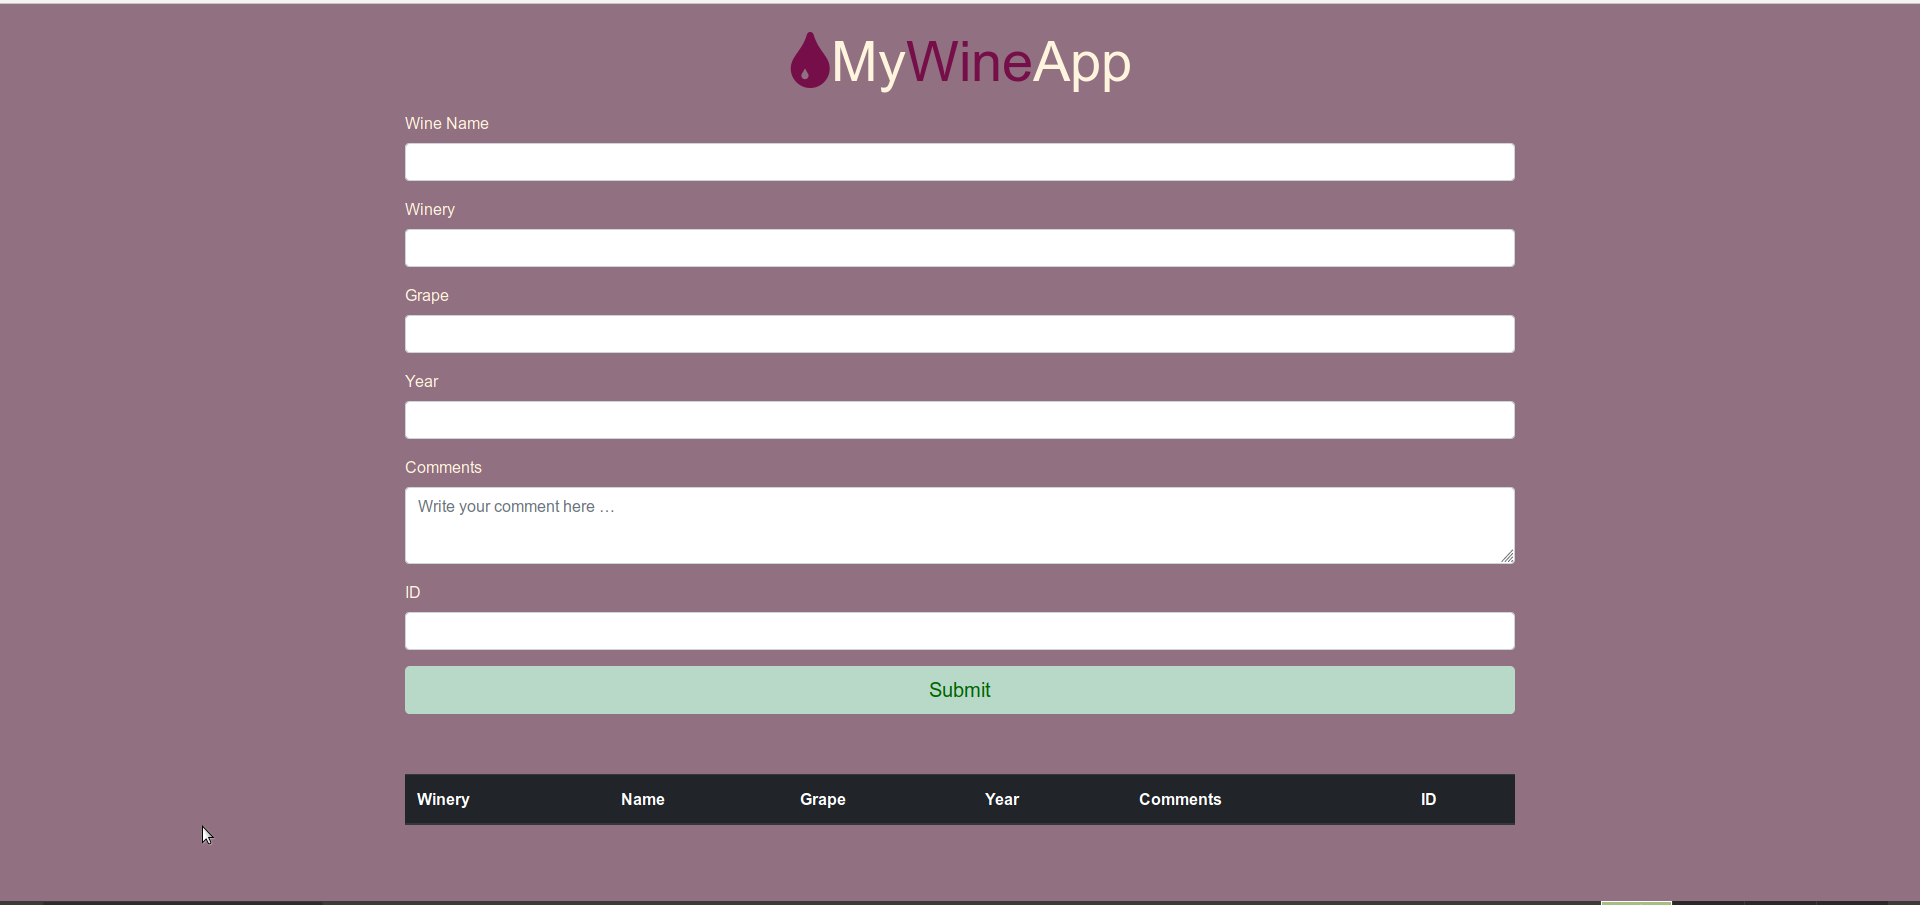 MyWineApp
Wine Name
Winery
Grape
Year
Comments
Write your comment here …
ID
Submit
Winery Name Grape Year Comments ID